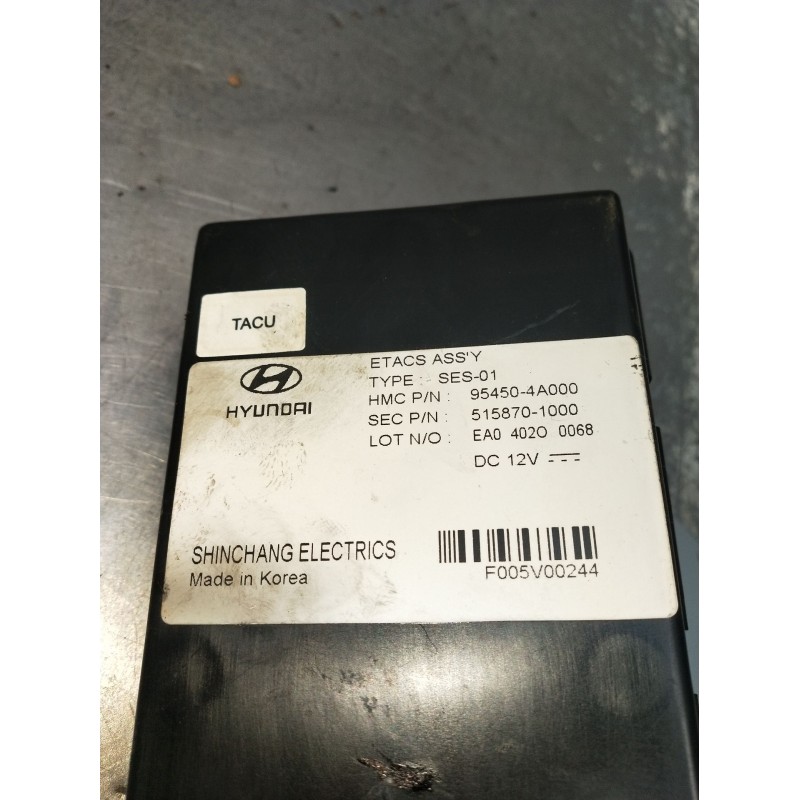 TACU
HYUNDAI
ETACS ASS'Y
TYPE : SES-01
HMC P/N : 95450-4A000
SEC P/N : 515870-1000
LOT N/O : EA0 402O 0068
DC 12V
SHINCHANG ELECTRICS
Made in Korea
F005V00244